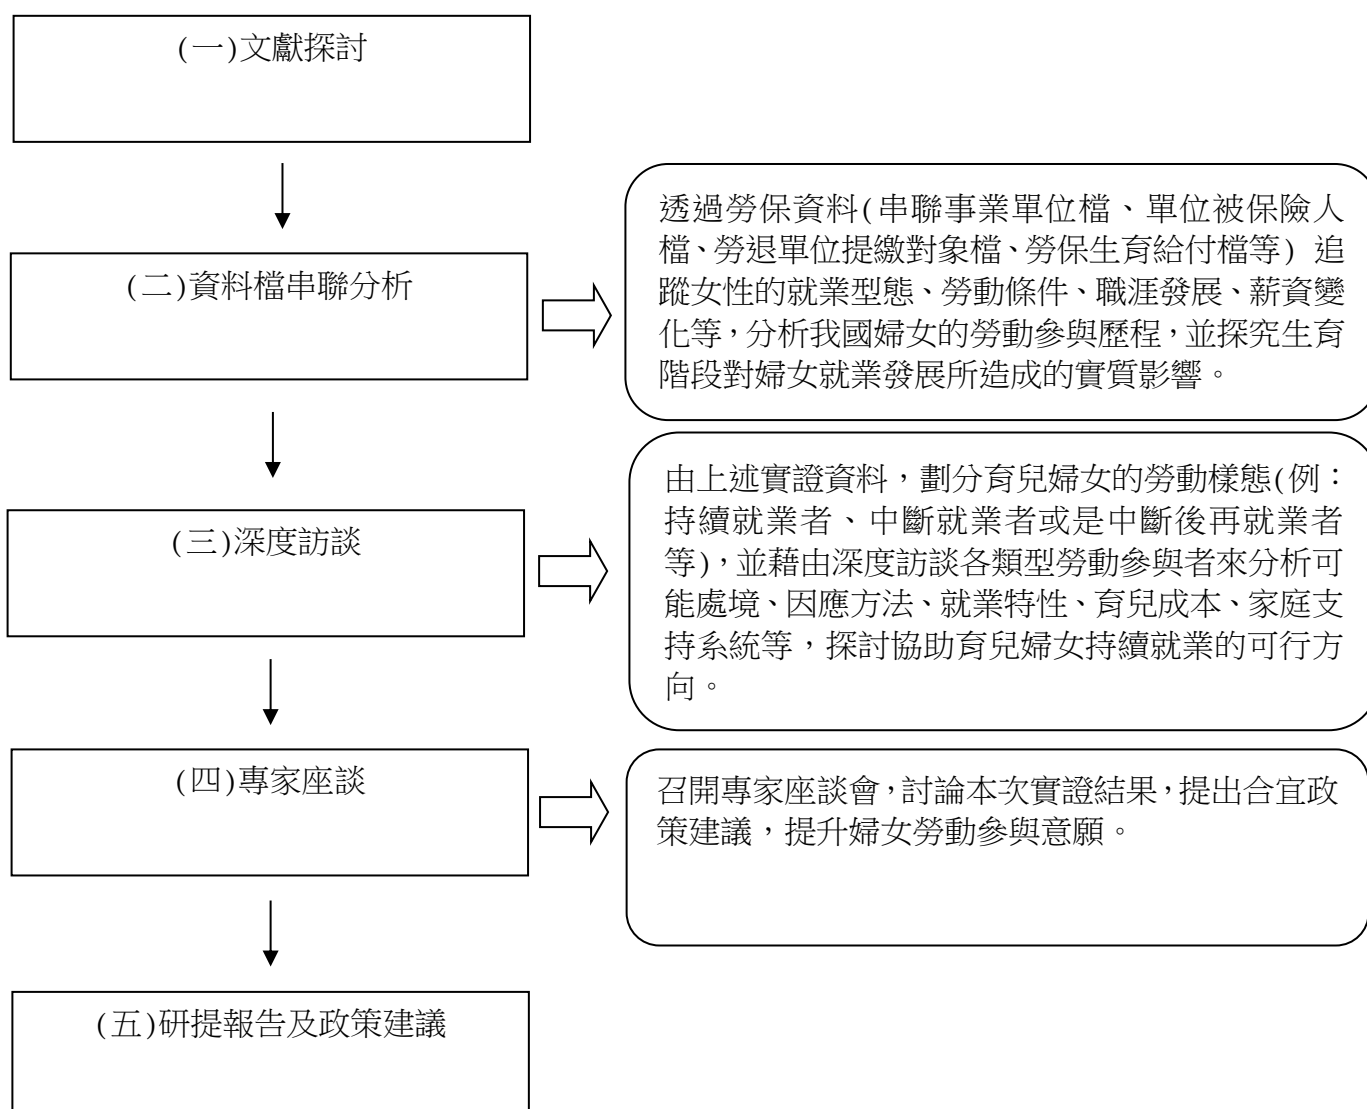 (一)文獻探討
(二)資料檔串聯分析
透過勞保資料(串聯事業單位檔、單位被保險人
檔、勞退單位提繳對象檔、勞保生育給付檔等) 追
蹤女性的就業型態、勞動條件、職涯發展、薪資變
化等，分析我國婦女的勞動參與歷程，並探究生育
階段對婦女就業發展所造成的實質影響。
(三)深度訪談
由上述實證資料，劃分育兒婦女的勞動樣態(例：
持續就業者、中斷就業者或是中斷後再就業者
等)，並藉由深度訪談各類型勞動參與者來分析可
能處境、因應方法、就業特性、育兒成本、家庭支
持系統等，探討協助育兒婦女持續就業的可行方
向。
(四)專家座談
召開專家座談會，討論本次實證結果，提出合宜政
策建議，提升婦女勞動參與意願。
(五)研提報告及政策建議